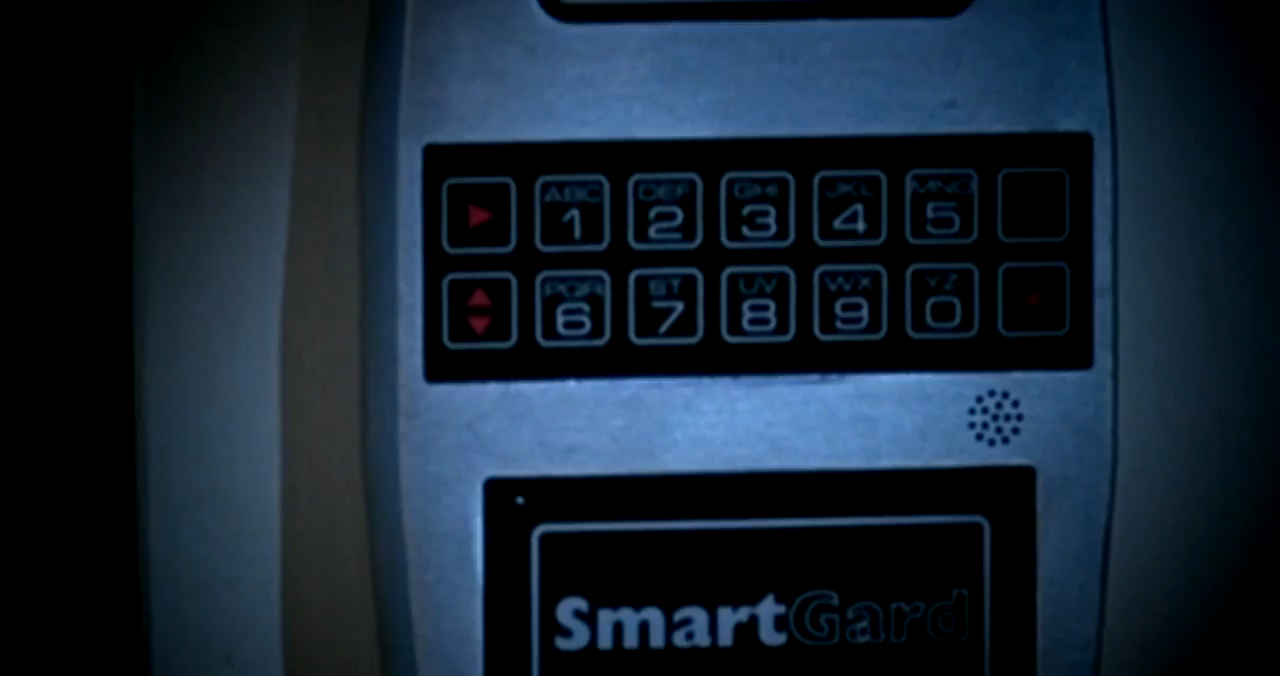 ABC DEF GHI JKL MNO
1 2 3 4 5
PQR ST UV WX YZ
6 7 8 9 0
SmartGard